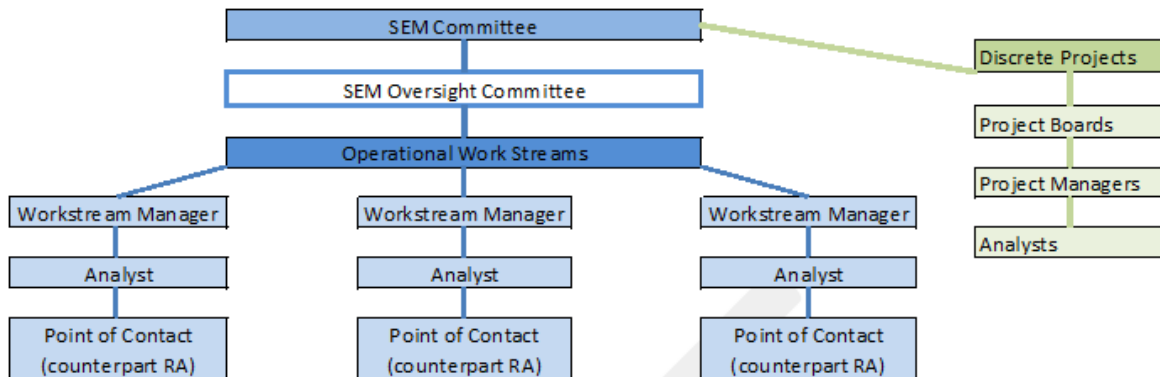 SEM Committee
SEM Oversight Committee
Operational Work Streams
Workstream Manager
Workstream Manager
Workstream Manager
Analyst
Analyst
Analyst
Point of Contact
(counterpart RA)
Point of Contact
(counterpart RA)
Point of Contact
(counterpart RA)
Discrete Projects
Project Boards
Project Managers
Analysts